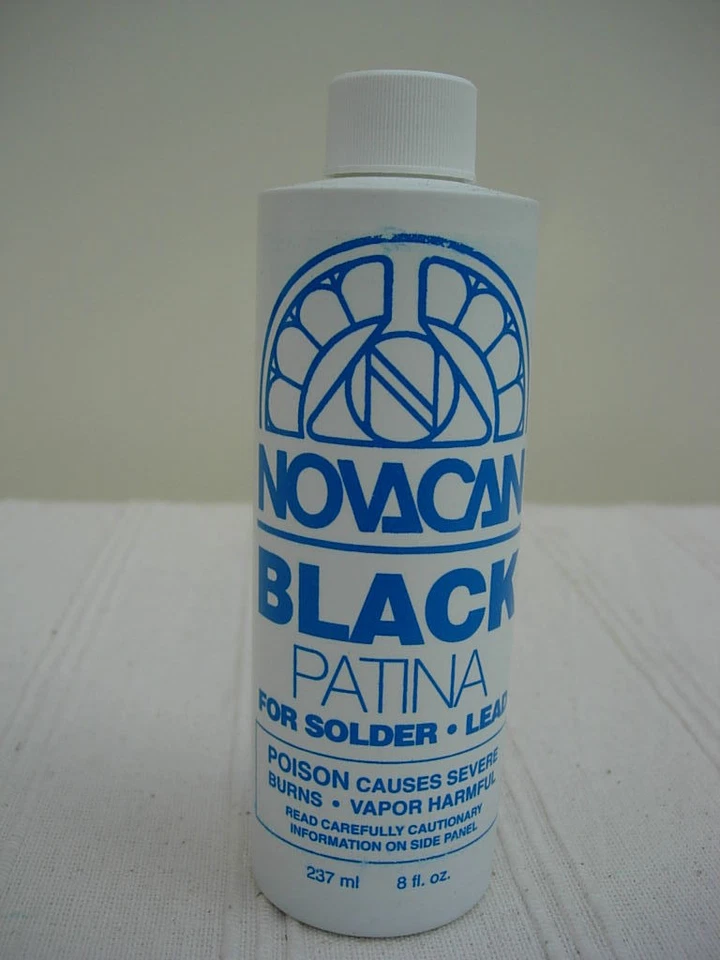 N
NOVACAN
BLACK
PATINA
FOR SOLDER • LEAD
POISON CAUSES SEVERE
BURNS • VAPOR HARMFUL
READ CAREFULLY CAUTIONARY
INFORMATION ON SIDE PANEL
237 ml 8 fl. oz.